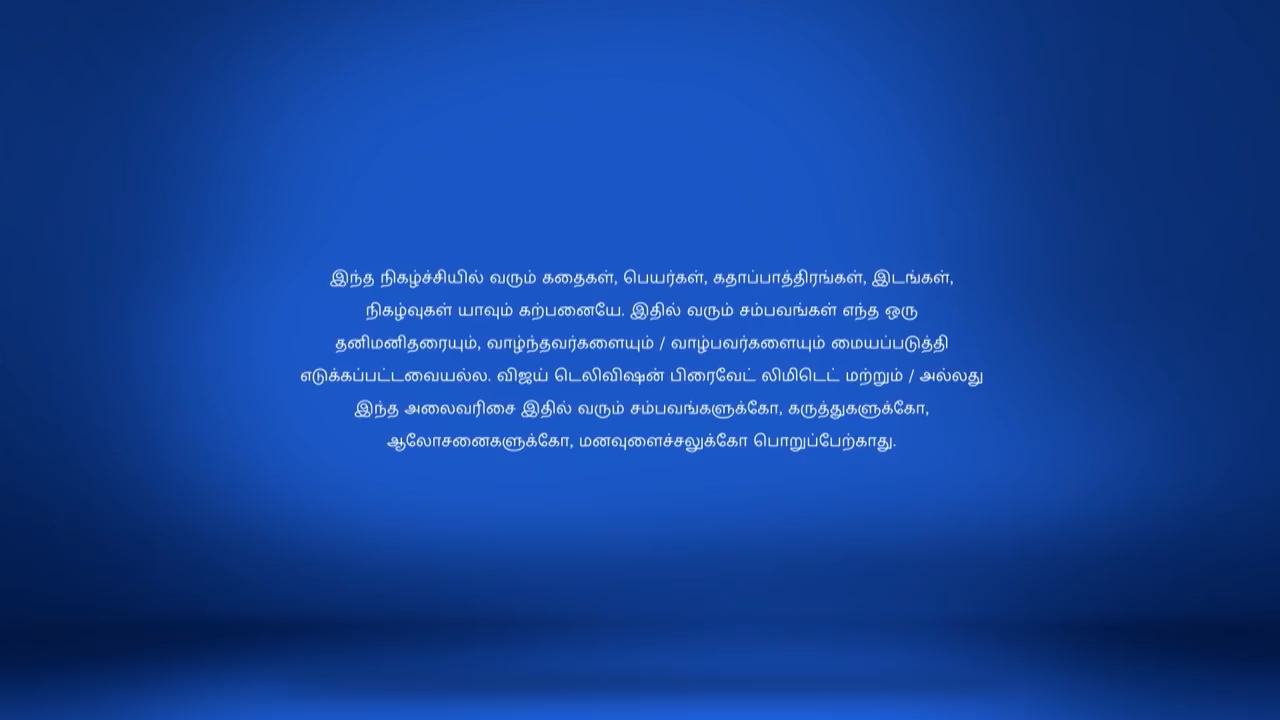 இந்த நிகழ்ச்சியில் வரும் கதைகள், பெயர்கள், கதாப்பாத்திரங்கள், இடங்கள்,
நிகழ்வுகள் யாவும் கற்பனையே. இதில் வரும் சம்பவங்கள் எந்த ஒரு
தனிமனிதரையும், வாழ்ந்தவர்களையும் / வாழ்பவர்களையும் மையப்படுத்தி
எடுக்கப்பட்டவையல்ல. விஜய் டெலிவிஷன் பிரைவேட் லிமிடெட் மற்றும் / அல்லது
இந்த அலைவரிசை இதில் வரும் சம்பவங்களுக்கோ, கருத்துகளுக்கோ,
ஆலோசனைகளுக்கோ, மனவுளைச்சலுக்கோ பொறுப்பேற்காது.